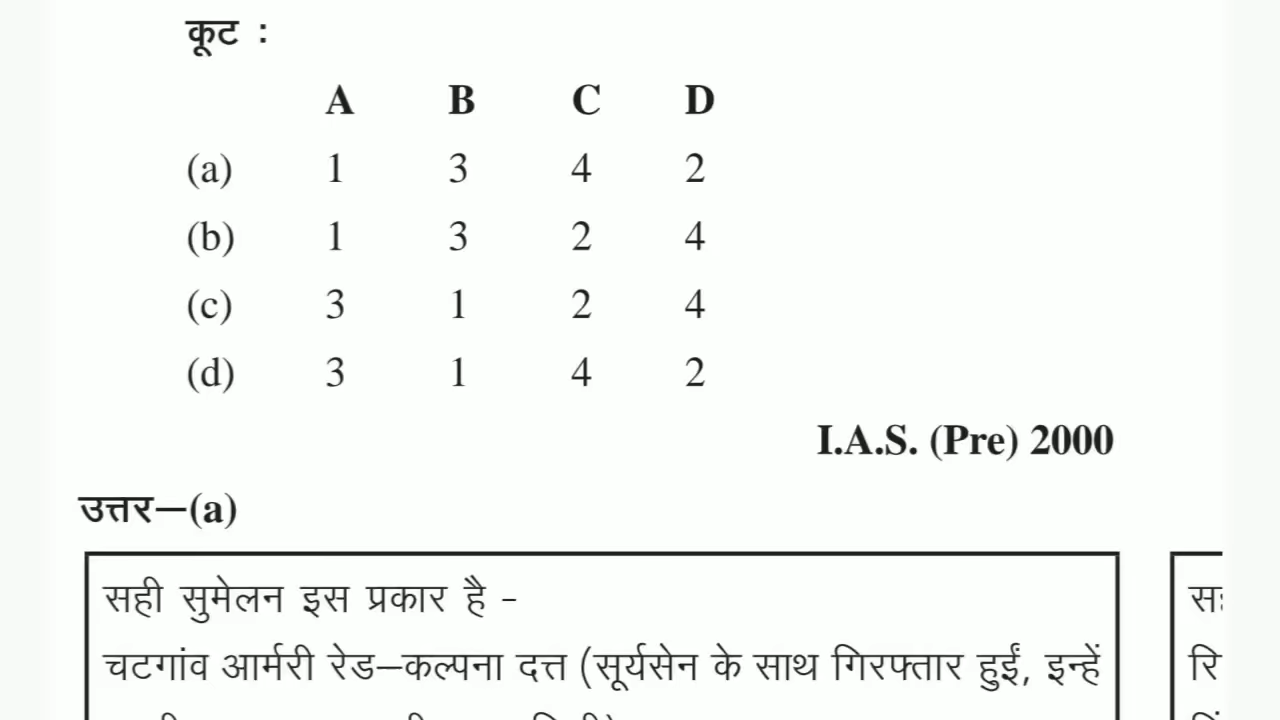 कूट :
A B C D
(a) 1 3 4 2
(b) 1 3 2 4
(c) 3 1 2 4
(d) 3 1 4 2
I.A.S. (Pre) 2000
उत्तर–(a)
सही सुमेलन इस प्रकार है -
चटगांव आर्मरी रेड–कल्पना दत्त (सूर्यसेन के साथ गिरफ्तार हुईं, इन्हें